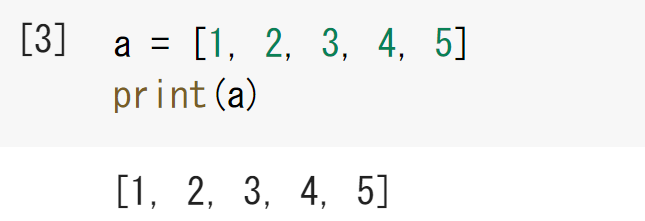 [3] a = [1, 2, 3, 4, 5]
print(a)
[1, 2, 3, 4, 5]